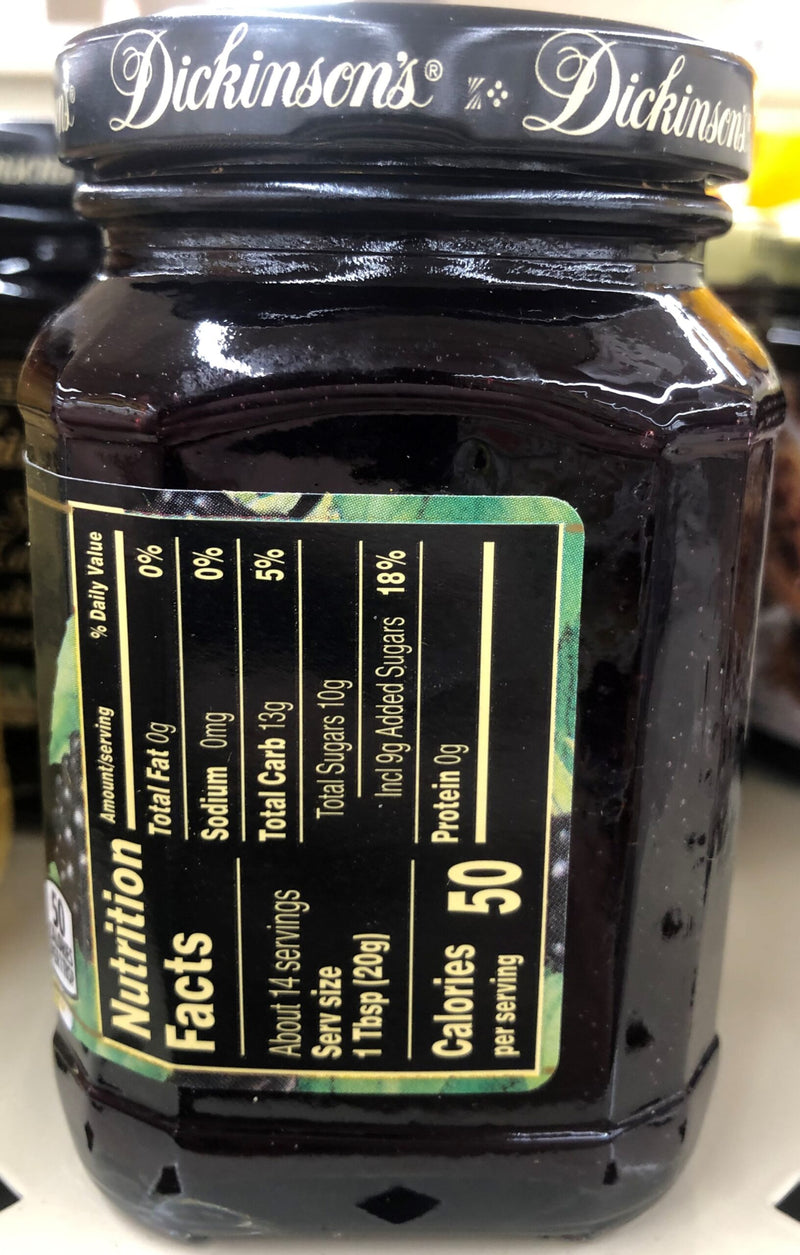 Dickinson's® Dickinson's
Nutrition
Facts
About 14 servings
Serv size
1 Tbsp (20g)
Calories 50
per serving
Amount/serving % Daily Value
Total Fat 0g 0%
Sodium 0mg 0%
Total Carb 13g 5%
Total Sugars 10g
Incl 9g Added Sugars 18%
Protein 0g
50